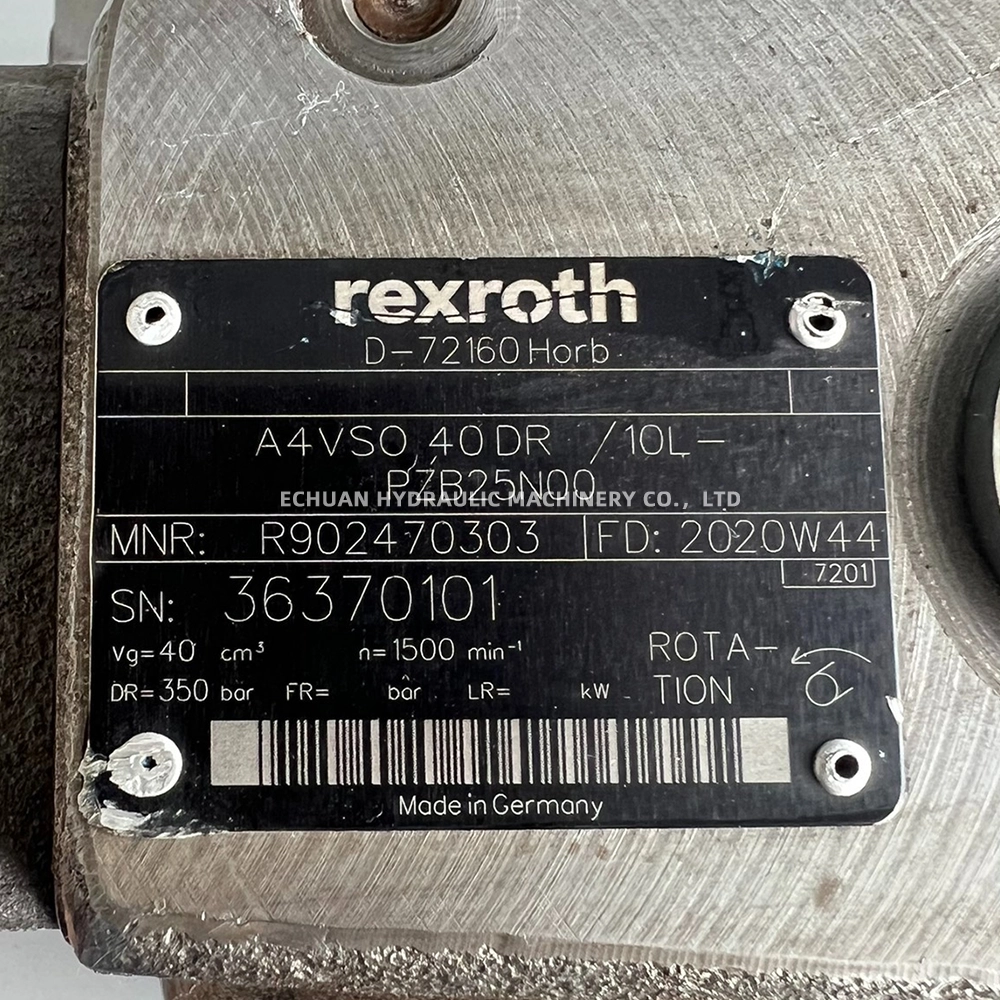 rexroth
D-72160 Horb
A4VSO 40 DR /10L-
PZB25N00
ECHUAN HYDRAULIC MACHINERY CO., LTD
MNR: R902470303 FD: 2020W44
7201
SN: 36370101
Vg=40 cm³ n=1500 min⁻¹ ROTA-
DR=350 bar FR= bar LR= kW TION
Made in Germany